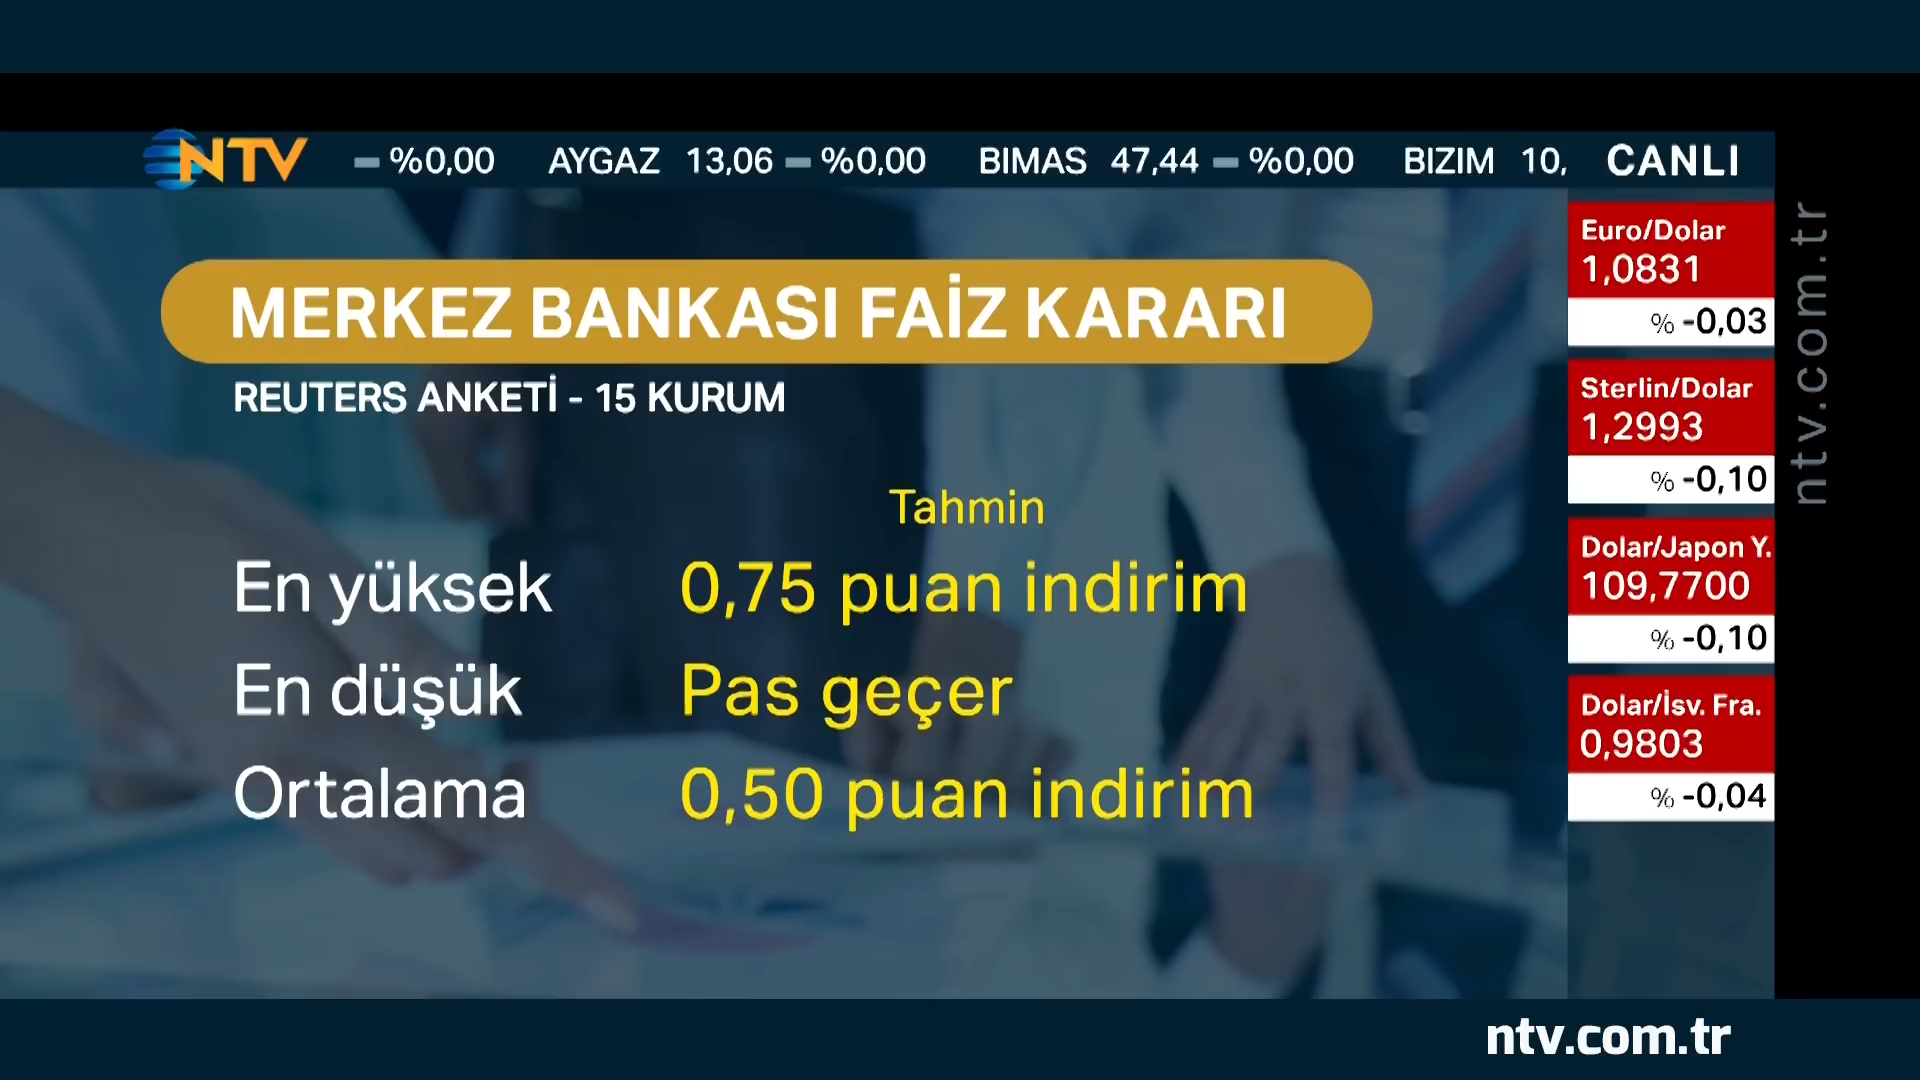 NTV
%0,00 AYGAZ 13,06 %0,00 BIMAS 47,44 %0,00 BIZIM 10,
CANLI
MERKEZ BANKASI FAİZ KARARI
REUTERS ANKETİ - 15 KURUM
Tahmin
En yüksek 0,75 puan indirim
En düşük Pas geçer
Ortalama 0,50 puan indirim
Euro/Dolar
1,0831
% -0,03
Sterlin/Dolar
1,2993
% -0,10
Dolar/Japon Y.
109,7700
% -0,10
Dolar/İsv. Fra.
0,9803
% -0,04
ntv.com.tr
ntv.com.tr